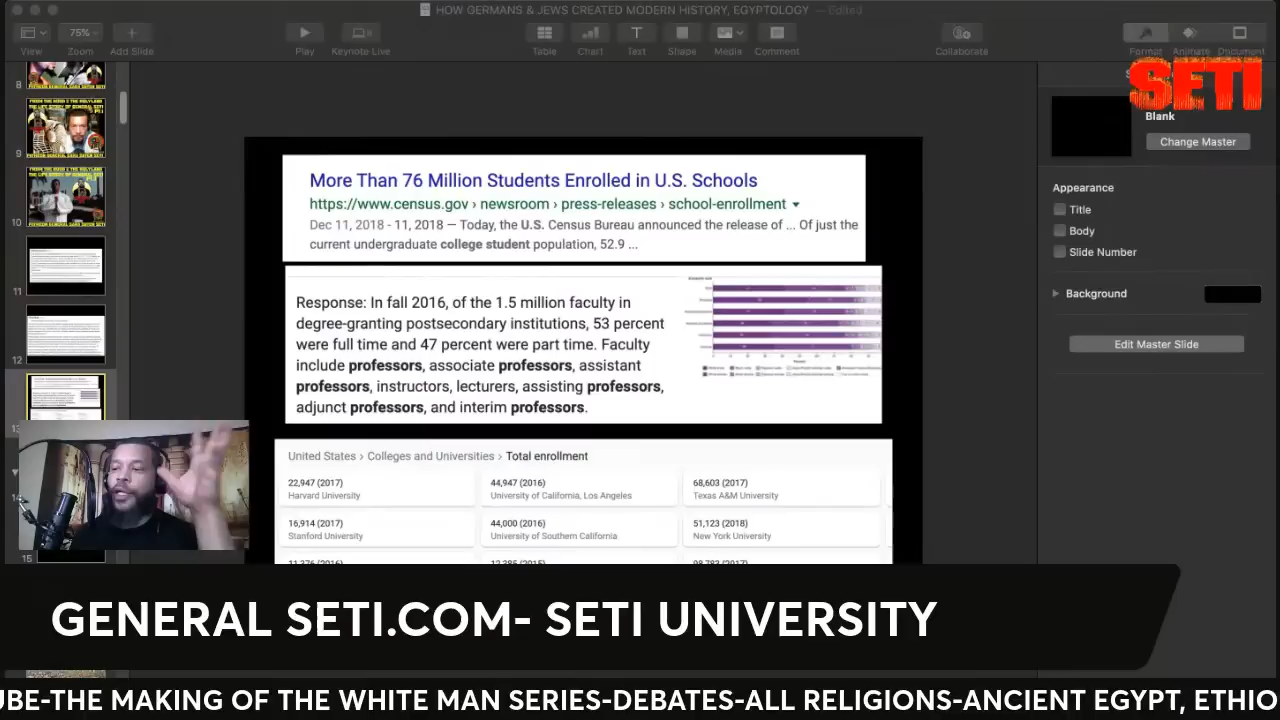 HOW GERMANS & JEWS CREATED MODERN HISTORY, EGYPTOLOGY — Edited
75%
View
Zoom
Add Slide
Play
Keynote Live
Table
Chart
Text
Shape
Media
Comment
Collaborate
Format
Animate
Document
SETI
Blank
Change Master
Appearance
Title
Body
Slide Number
Background
Edit Master Slide
8
9
10
11
12
15
More Than 76 Million Students Enrolled in U.S. Schools
https://www.census.gov › newsroom › press-releases › school-enrollment
Dec 11, 2018 - 11, 2018 — Today, the U.S. Census Bureau announced the release of ... Of just the
current undergraduate college student population, 52.9 ...
Response: In fall 2016, of the 1.5 million faculty in
degree-granting postsecondary institutions, 53 percent
were full time and 47 percent were part time. Faculty
include professors, associate professors, assistant
professors, instructors, lecturers, assisting professors,
adjunct professors, and interim professors.
United States › Colleges and Universities › Total enrollment
22,947 (2017)
Harvard University
44,947 (2016)
University of California, Los Angeles
68,603 (2017)
Texas A&M University
16,914 (2017)
Stanford University
44,000 (2016)
University of Southern California
51,123 (2018)
New York University
GENERAL SETI.COM- SETI UNIVERSITY
UBE-THE MAKING OF THE WHITE MAN SERIES-DEBATES-ALL RELIGIONS-ANCIENT EGYPT, ETHIO